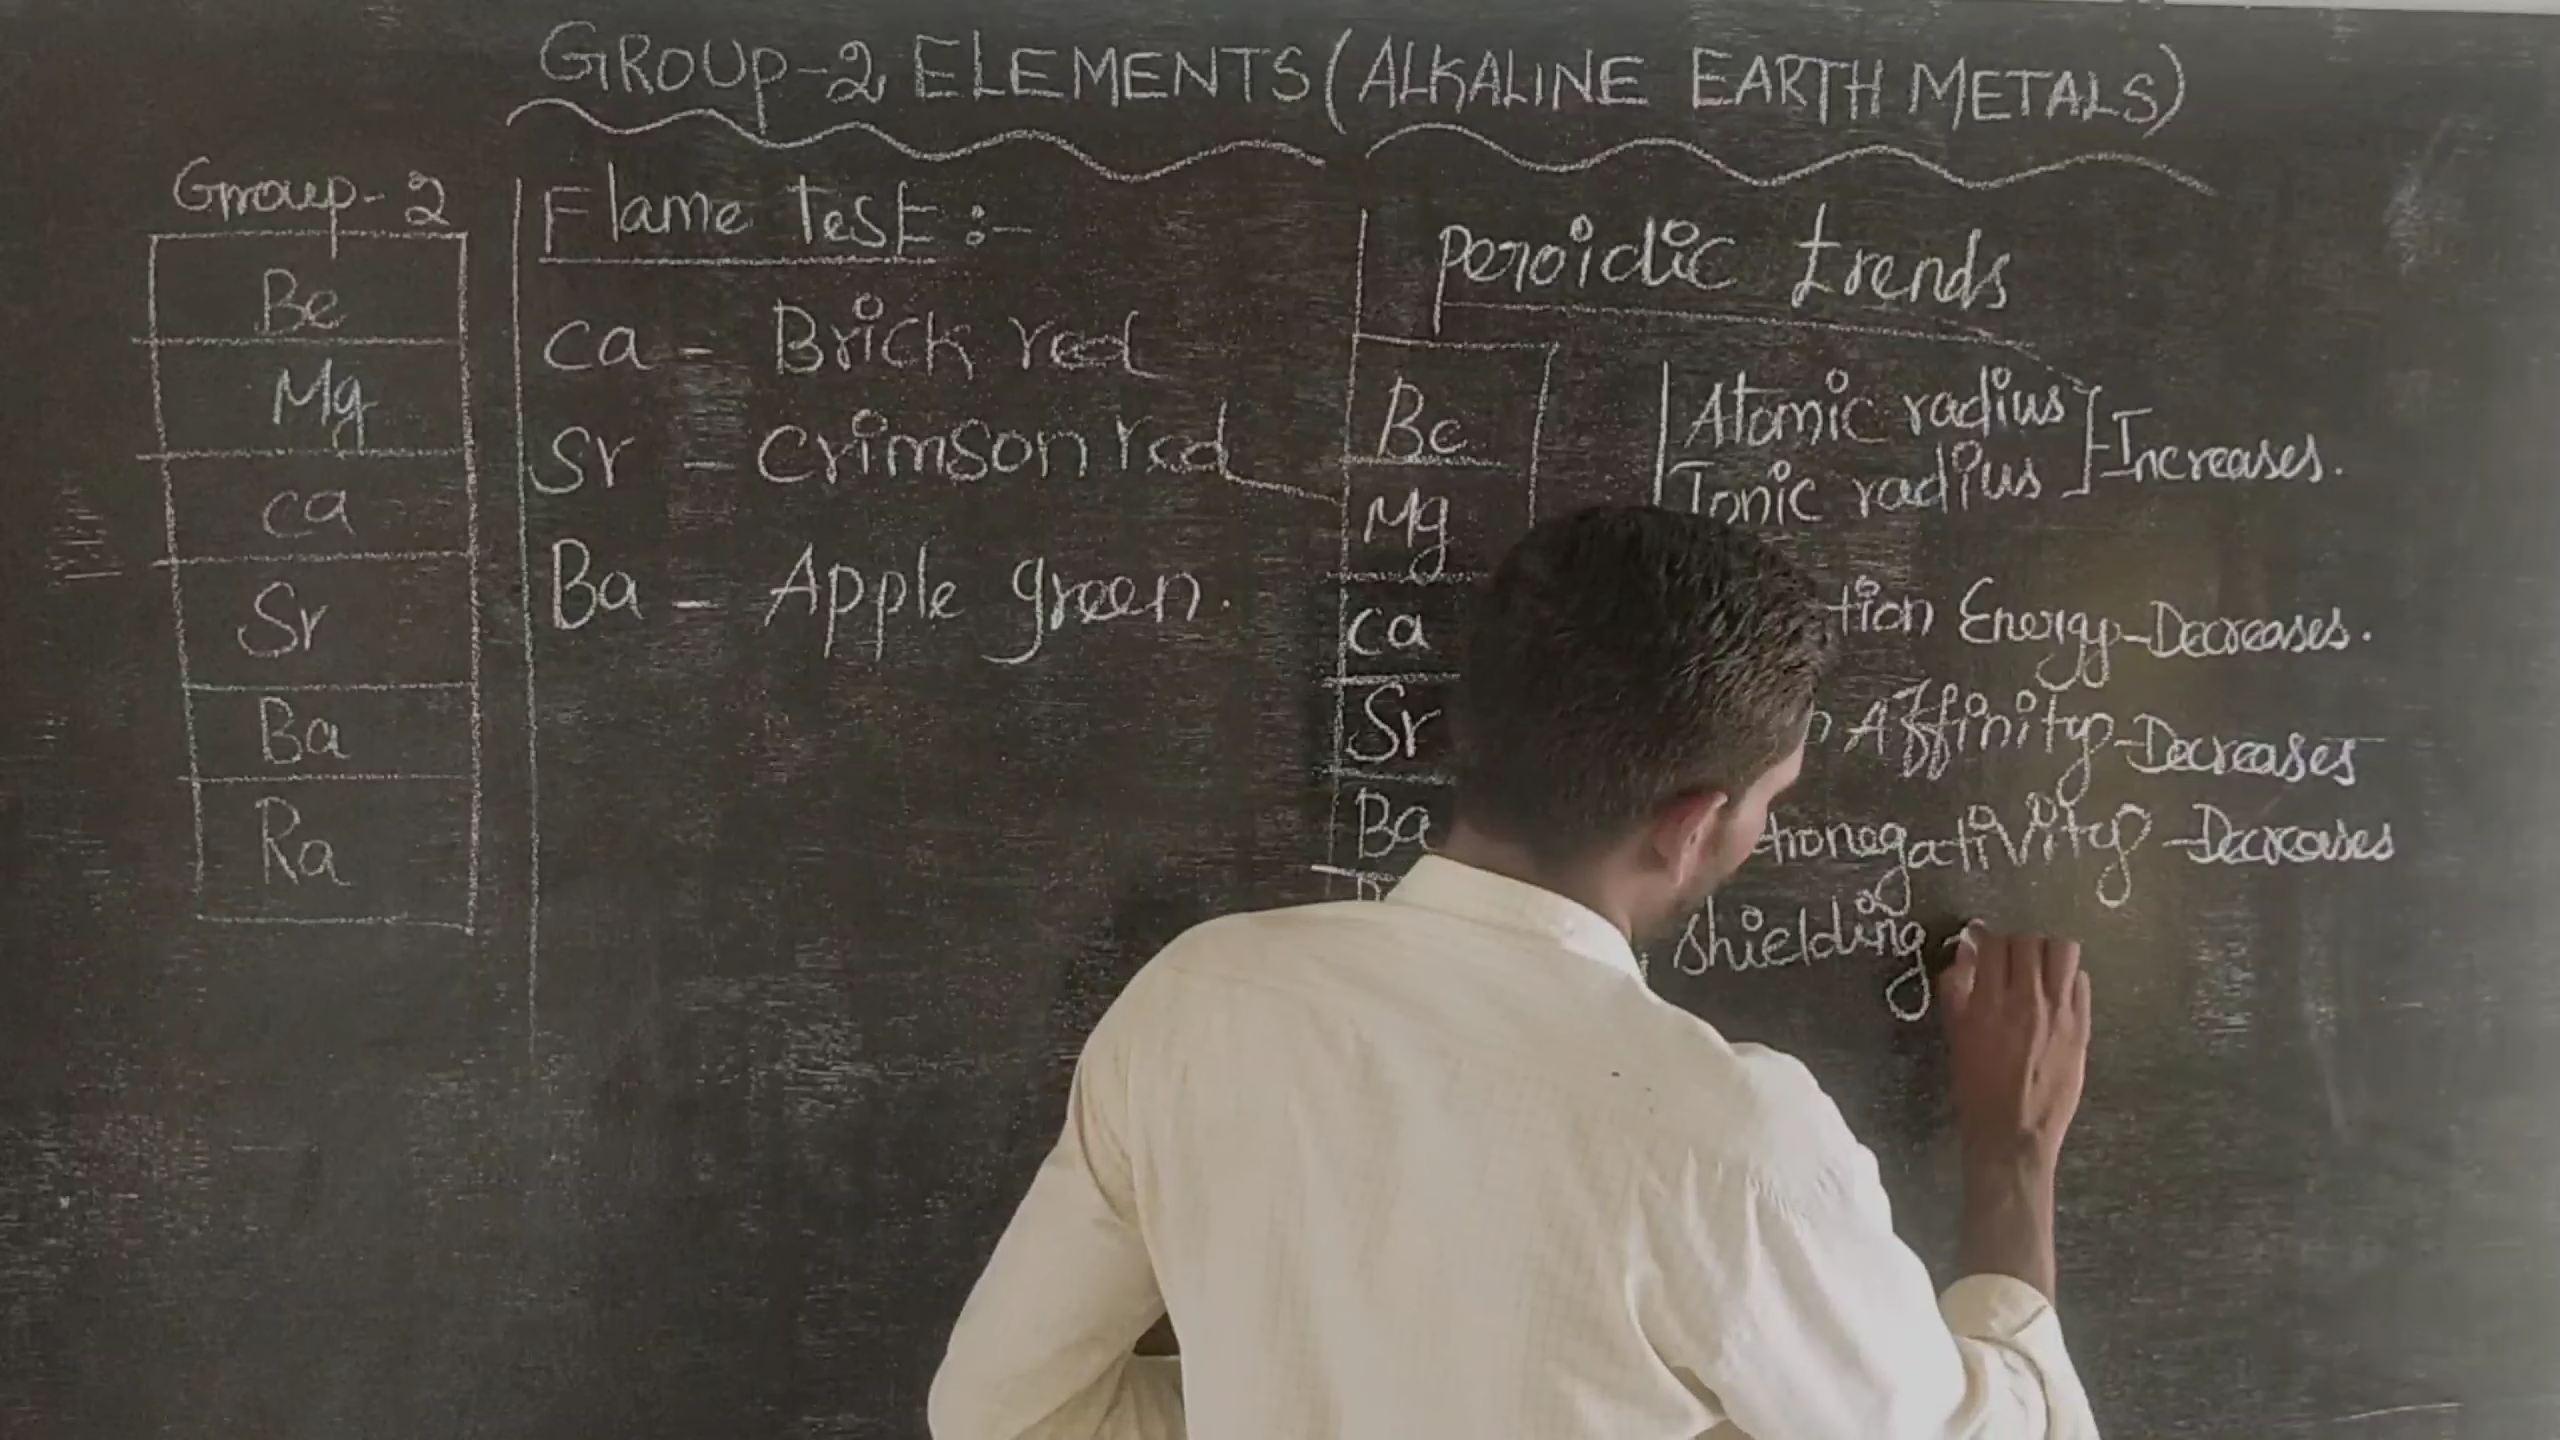 GROUP-2 ELEMENTS (ALKALINE EARTH METALS)
Group-2
Be
Mg
ca
Sr
Ba
Ra
Flame Test :-
ca - Brick red
Sr - Crimson red
Ba - Apple green.
Peroidic trends
Be
Mg
ca
Sr
Ba
Atomic radius
Ionic radius
Increases.
tion Energy-Decreases.
Affinity-Decreases
tronegativity-Decreases
shielding -